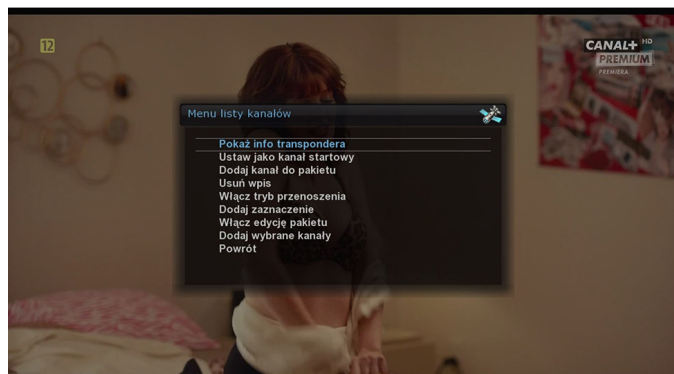 12
CANAL+ HD
PREMIUM
PREMIERA
Menu listy kanałów
Pokaż info transpondera
Ustaw jako kanał startowy
Dodaj kanał do pakietu
Usuń wpis
Włącz tryb przenoszenia
Dodaj zaznaczenie
Włącz edycję pakietu
Dodaj wybrane kanały
Powrót